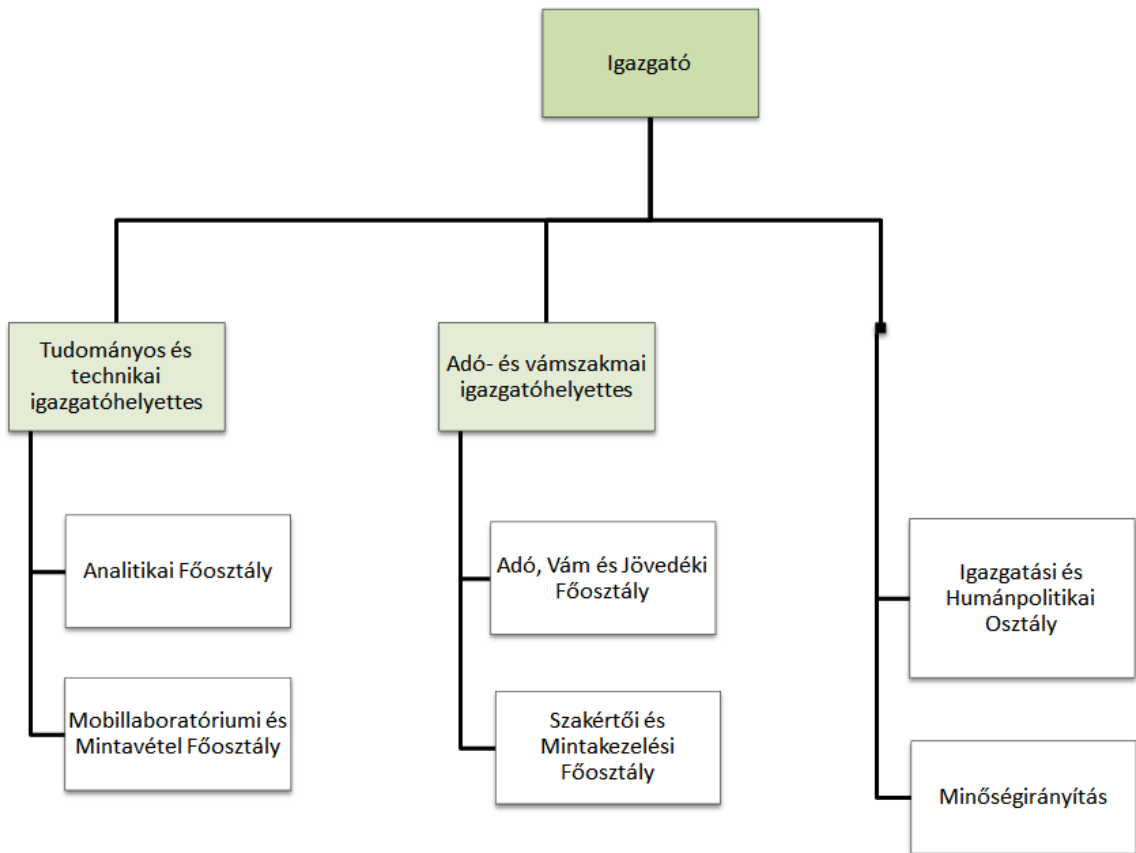 Igazgató
Tudományos és
technikai
igazgatóhelyettes
Adó- és vámszakmai
igazgatóhelyettes
Analitikai Főosztály
Mobillaboratóriumi és
Mintavétel Főosztály
Adó, Vám és Jövedéki
Főosztály
Szakértői és
Mintakezelési
Főosztály
Igazgatási és
Humánpolitikai
Osztály
Minőségirányítás